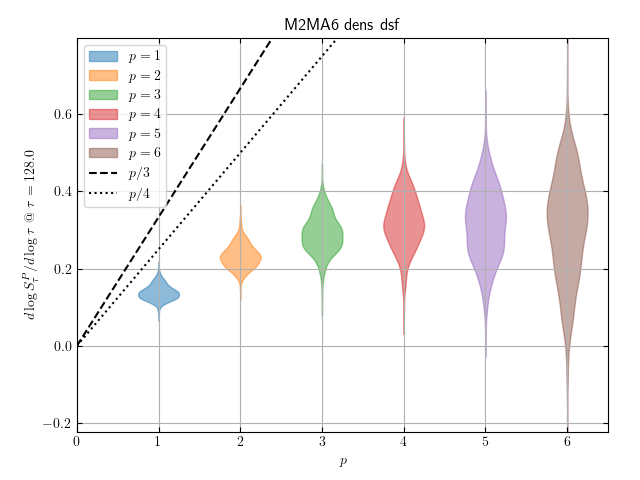 M2MA6 dens dsf
p = 1
p = 2
p = 3
p = 4
p = 5
p = 6
p/3
p/4
d log S_τ^P / d log τ @ τ = 128.0
0.6
0.4
0.2
0.0
−0.2
0 1 2 3 4 5 6
p